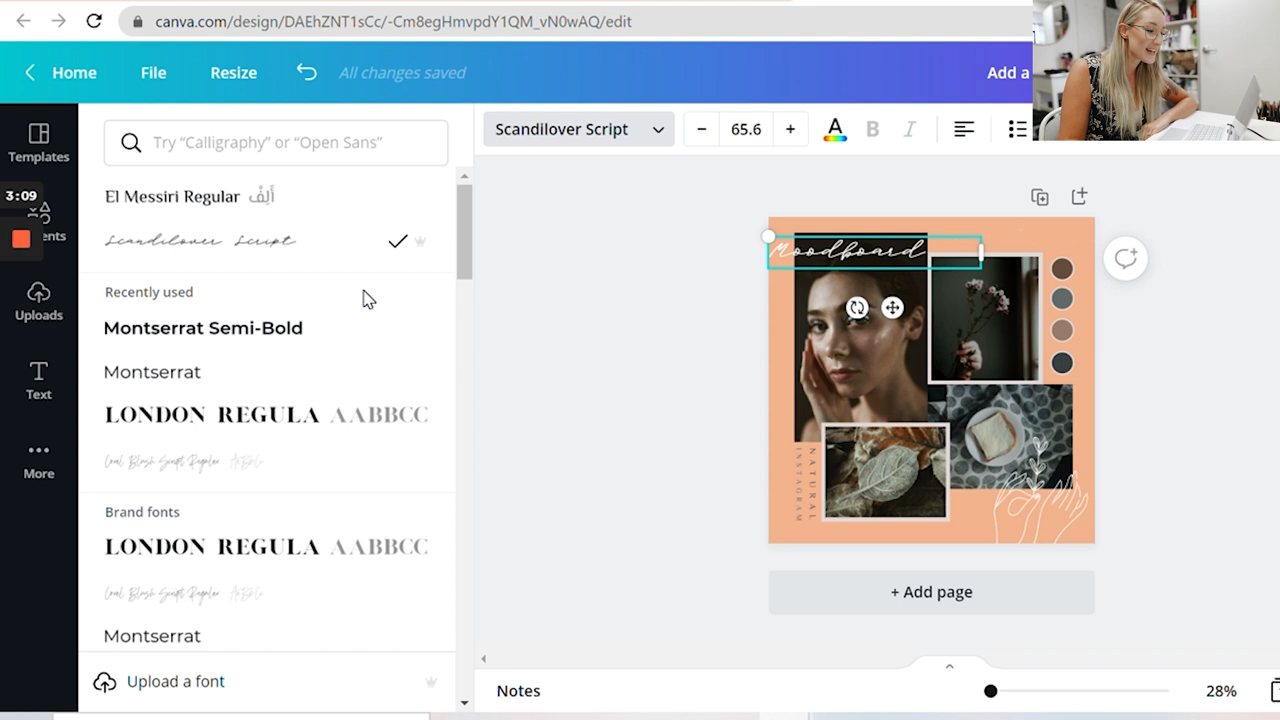 canva.com/design/DAEhZNT1sCc/-Cm8egHmvpdY1QM_vN0wAQ/edit
Home File Resize All changes saved Add a
Templates
Try “Calligraphy” or “Open Sans”
Scandilover Script 65.6 A B I
3:09
ents
El Messiri Regular أَلِفْ
Scandilover Script
Recently used
Montserrat Semi-Bold
Montserrat
LONDON REGULA AABBCC
Uploads
Text
More
Brand fonts
LONDON REGULA AABBCC
Montserrat
Upload a font
Moodboard
NATURAL
INSTAGRAM
+ Add page
Notes
28%